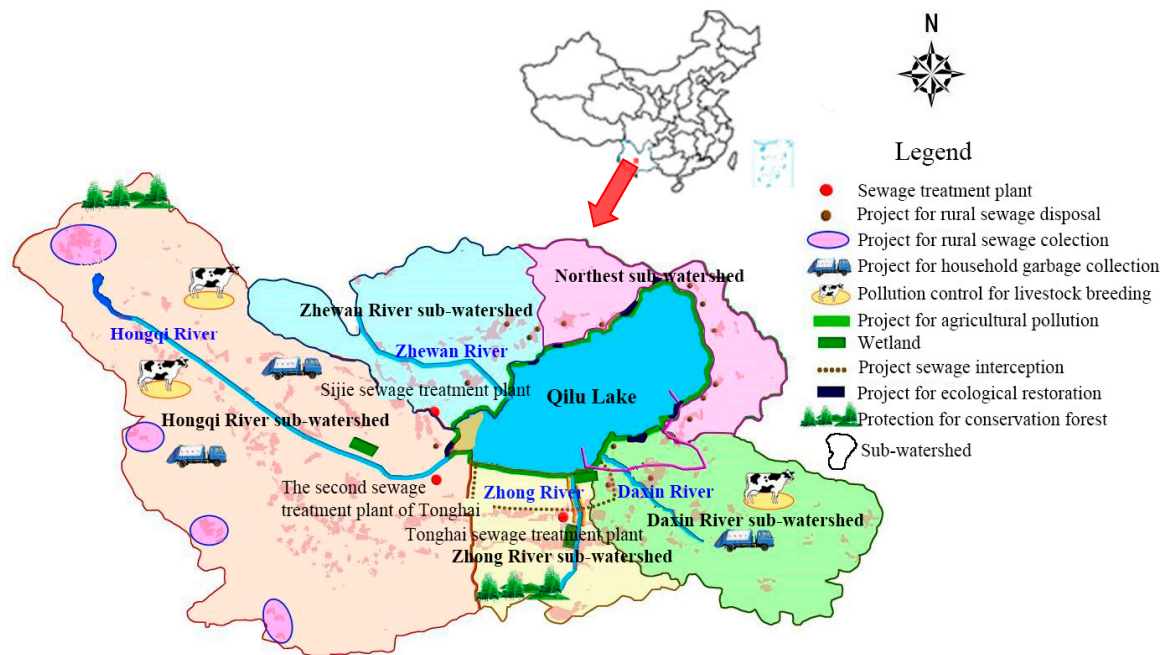 N
Legend
Sewage treatment plant
Project for rural sewage disposal
Project for rural sewage colection
Project for household garbage collection
Pollution control for livestock breeding
Project for agricultural pollution
Wetland
Project sewage interception
Project for ecological restoration
Protection for conservation forest
Sub-watershed
Northest sub-watershed
Zhewan River sub-watershed
Hongqi River
Zhewan River
Sijie sewage treatment plant
Qilu Lake
Hongqi River sub-watershed
The second sewage
treatment plant of Tonghai
Zhong River
Daxin River
Daxin River sub-watershed
Tonghai sewage treatment plant
Zhong River sub-watershed